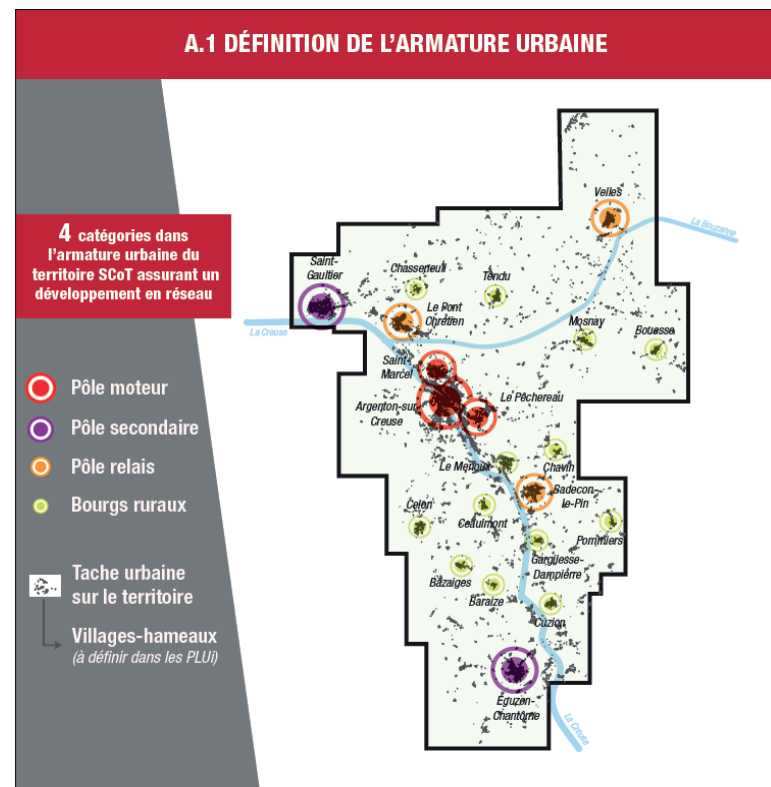 A.1 DÉFINITION DE L'ARMATURE URBAINE
4 catégories dans
l'armature urbaine du
territoire SCoT assurant un
développement en réseau
Pôle moteur
Pôle secondaire
Pôle relais
Bourgs ruraux
Tache urbaine
sur le territoire
Villages-hameaux
(à définir dans les PLUi)
Velles
La Bouzanne
Saint-
Gaultier
Chasseneuil
Tendu
Le Pont
Chrétien
La Creuse
Mosnay
Bouesse
Saint-
Marcel
Argenton-sur-
Creuse
Le Pêchereau
Le Menoux
Chavin
Badecon-
le-Pin
Celon
Ceaulmont
Pommiers
Gargilesse-
Dampierre
Bazaiges
Baraize
Cuzion
Eguzon-
Chantôme
La Creuse